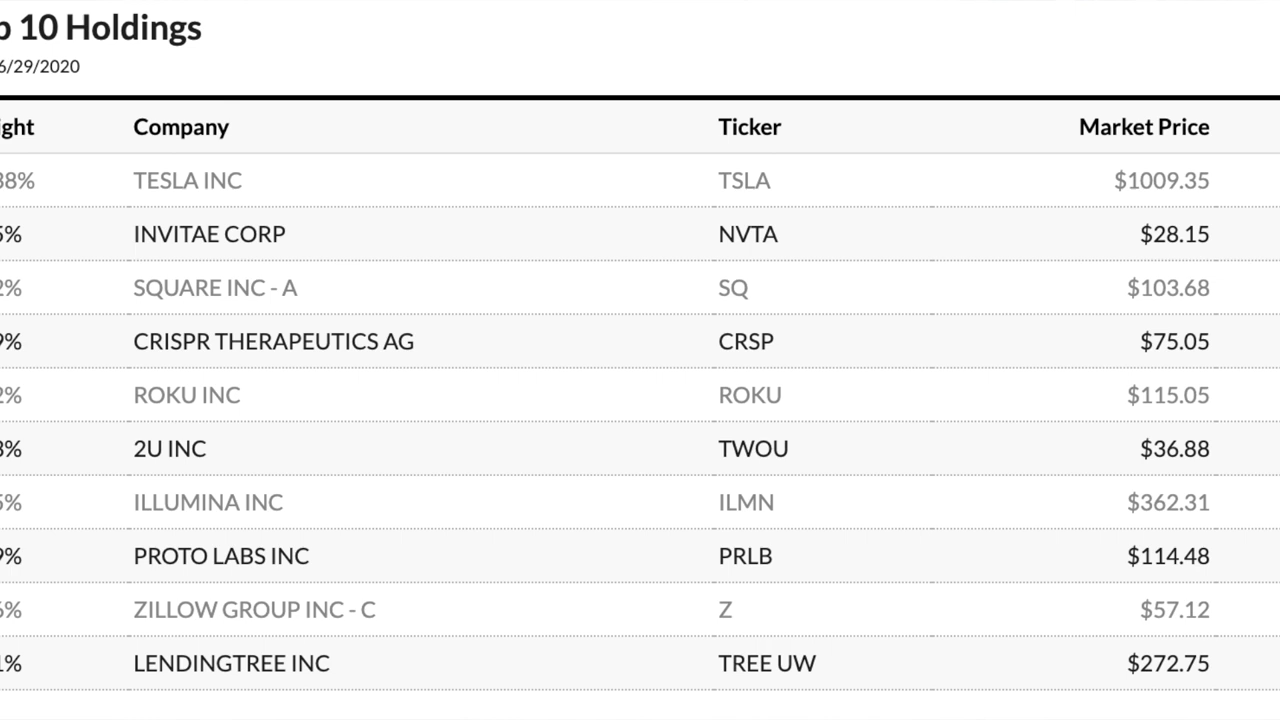 10 Holdings
6/29/2020
Company Ticker Market Price
TESLA INC TSLA $1009.35
INVITAE CORP NVTA $28.15
SQUARE INC - A SQ $103.68
CRISPR THERAPEUTICS AG CRSP $75.05
ROKU INC ROKU $115.05
2U INC TWOU $36.88
ILLUMINA INC ILMN $362.31
PROTO LABS INC PRLB $114.48
ZILLOW GROUP INC - C Z $57.12
LENDINGTREE INC TREE UW $272.75